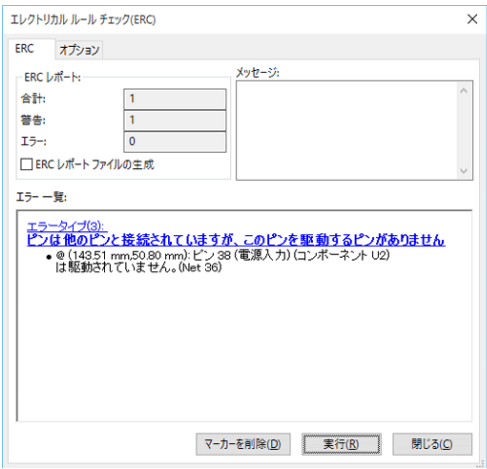 エレクトリカル ルール チェック(ERC)
ERC オプション
ERC レポート:
合計: 1
警告: 1
エラー: 0
ERC レポート ファイルの生成
メッセージ:
エラー 一覧:
エラータイプ(3):
ピンは他のピンと接続されていますが、このピンを駆動するピンがありません
• @ (143.51 mm,50.80 mm): ピン 38 (電源入力) (コンポーネント U2)
は駆動されていません。(Net 36)
マーカーを削除(D) 実行(R) 閉じる(C)